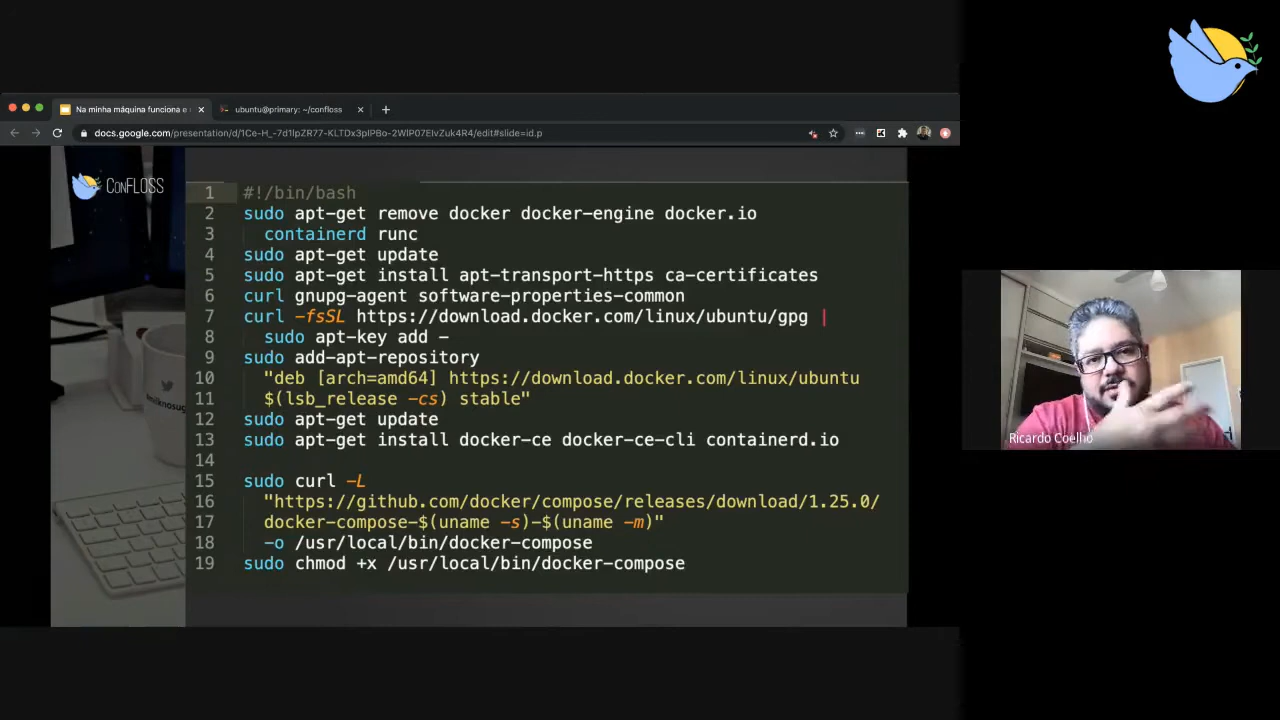 Na minha máquina funciona e
ubuntu@primary: ~/confloss
docs.google.com/presentation/d/1Ce-H_-7d1lpZR77-KLTDx3plPBo-2WlP07ElvZuk4R4/edit#slide=id.p
CONFLOSS
1 #!/bin/bash
2 sudo apt-get remove docker docker-engine docker.io
3 containerd runc
4 sudo apt-get update
5 sudo apt-get install apt-transport-https ca-certificates
6 curl gnupg-agent software-properties-common
7 curl -fsSL https://download.docker.com/linux/ubuntu/gpg |
8 sudo apt-key add -
9 sudo add-apt-repository
10 "deb [arch=amd64] https://download.docker.com/linux/ubuntu
11 $(lsb_release -cs) stable"
12 sudo apt-get update
13 sudo apt-get install docker-ce docker-ce-cli containerd.io
14
15 sudo curl -L
16 "https://github.com/docker/compose/releases/download/1.25.0/
17 docker-compose-$(uname -s)-$(uname -m)"
18 -o /usr/local/bin/docker-compose
19 sudo chmod +x /usr/local/bin/docker-compose
Ricardo Coelho